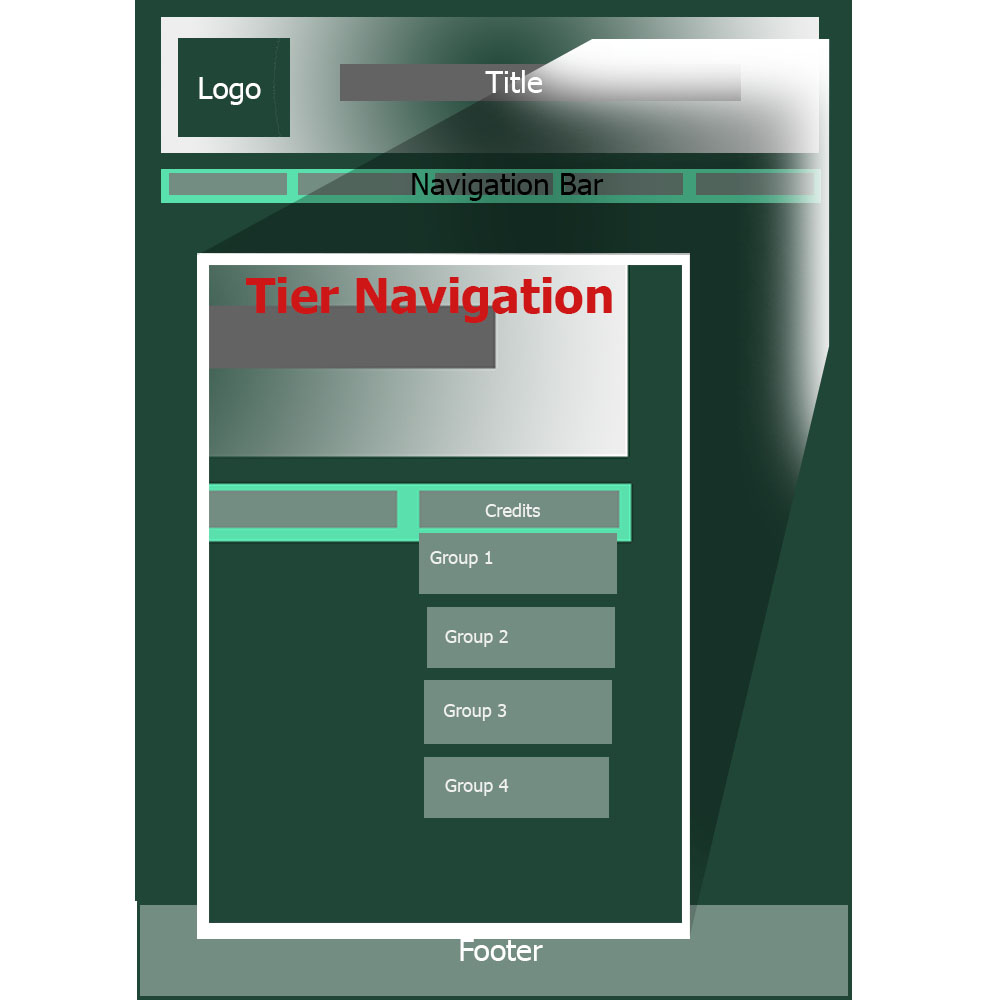 Logo
Title
Navigation Bar
Tier Navigation
Credits
Group 1
Group 2
Group 3
Group 4
Footer